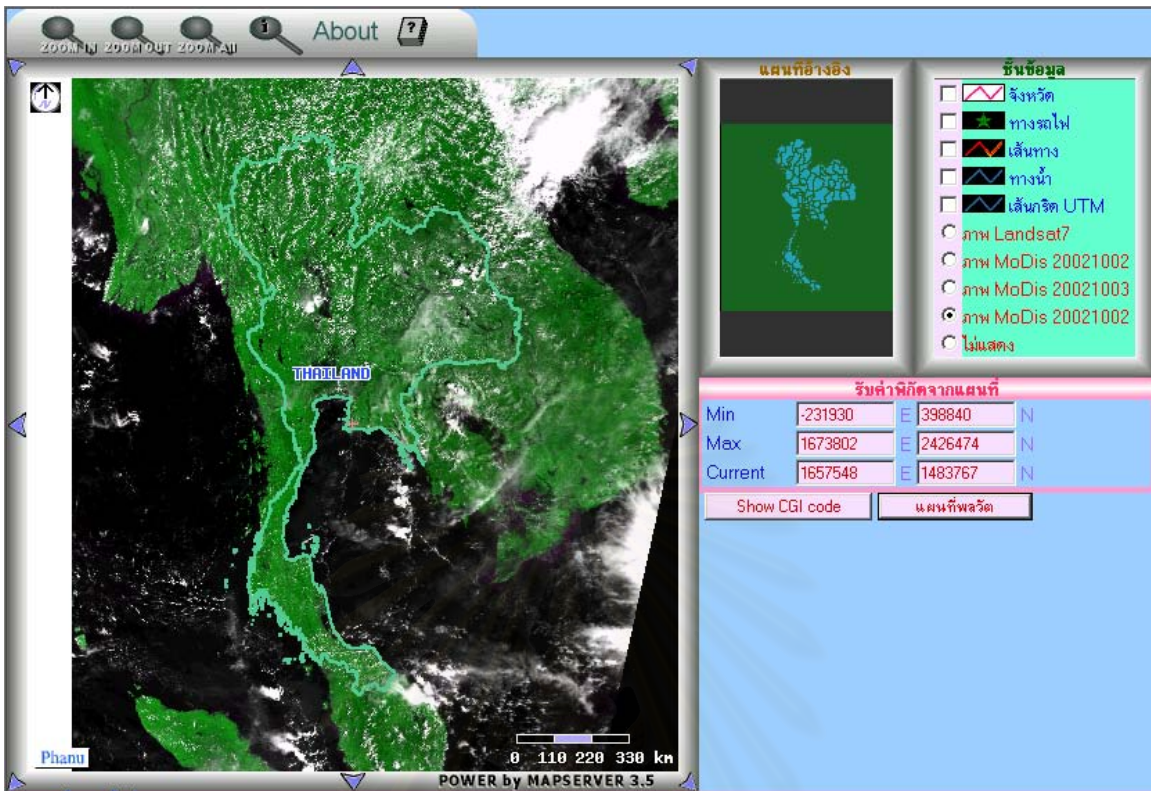 ZOOM IN ZOOM OUT ZOOM All
About
?
แผนที่อ้างอิง
ชั้นข้อมูล
จังหวัด
ทางรถไฟ
เส้นทาง
ทางน้ำ
เส้นกริด UTM
ภาพ Landsat7
ภาพ MoDis 20021002
ภาพ MoDis 20021003
ภาพ MoDis 20021002
ไม่แสดง
N
THAILAND
รับค่าพิกัดจากแผนที่
Min -231930 E 398840 N
Max 1673802 E 2426474 N
Current 1657548 E 1483767 N
Show CGI code แผนที่พลวัต
Phanu
0 110 220 330 km
POWER by MAPSERVER 3.5